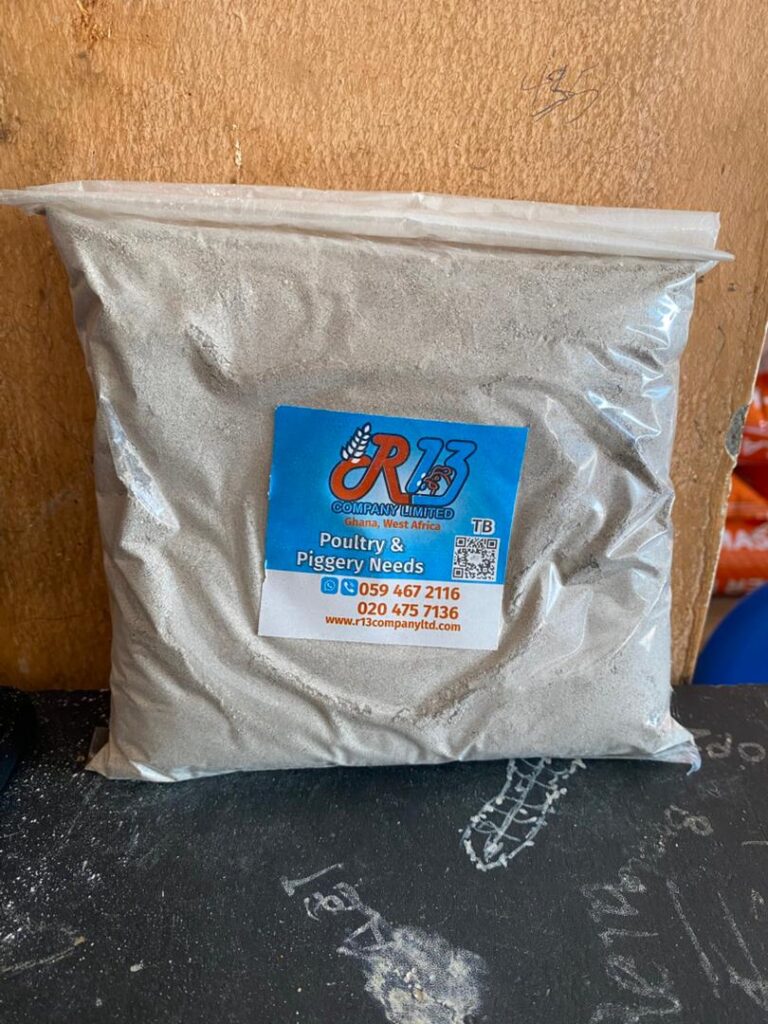 R13
COMPANY LIMITED
Ghana, West Africa
TB
Poultry &
Piggery Needs
059 467 2116
020 475 7136
www.r13companyltd.com